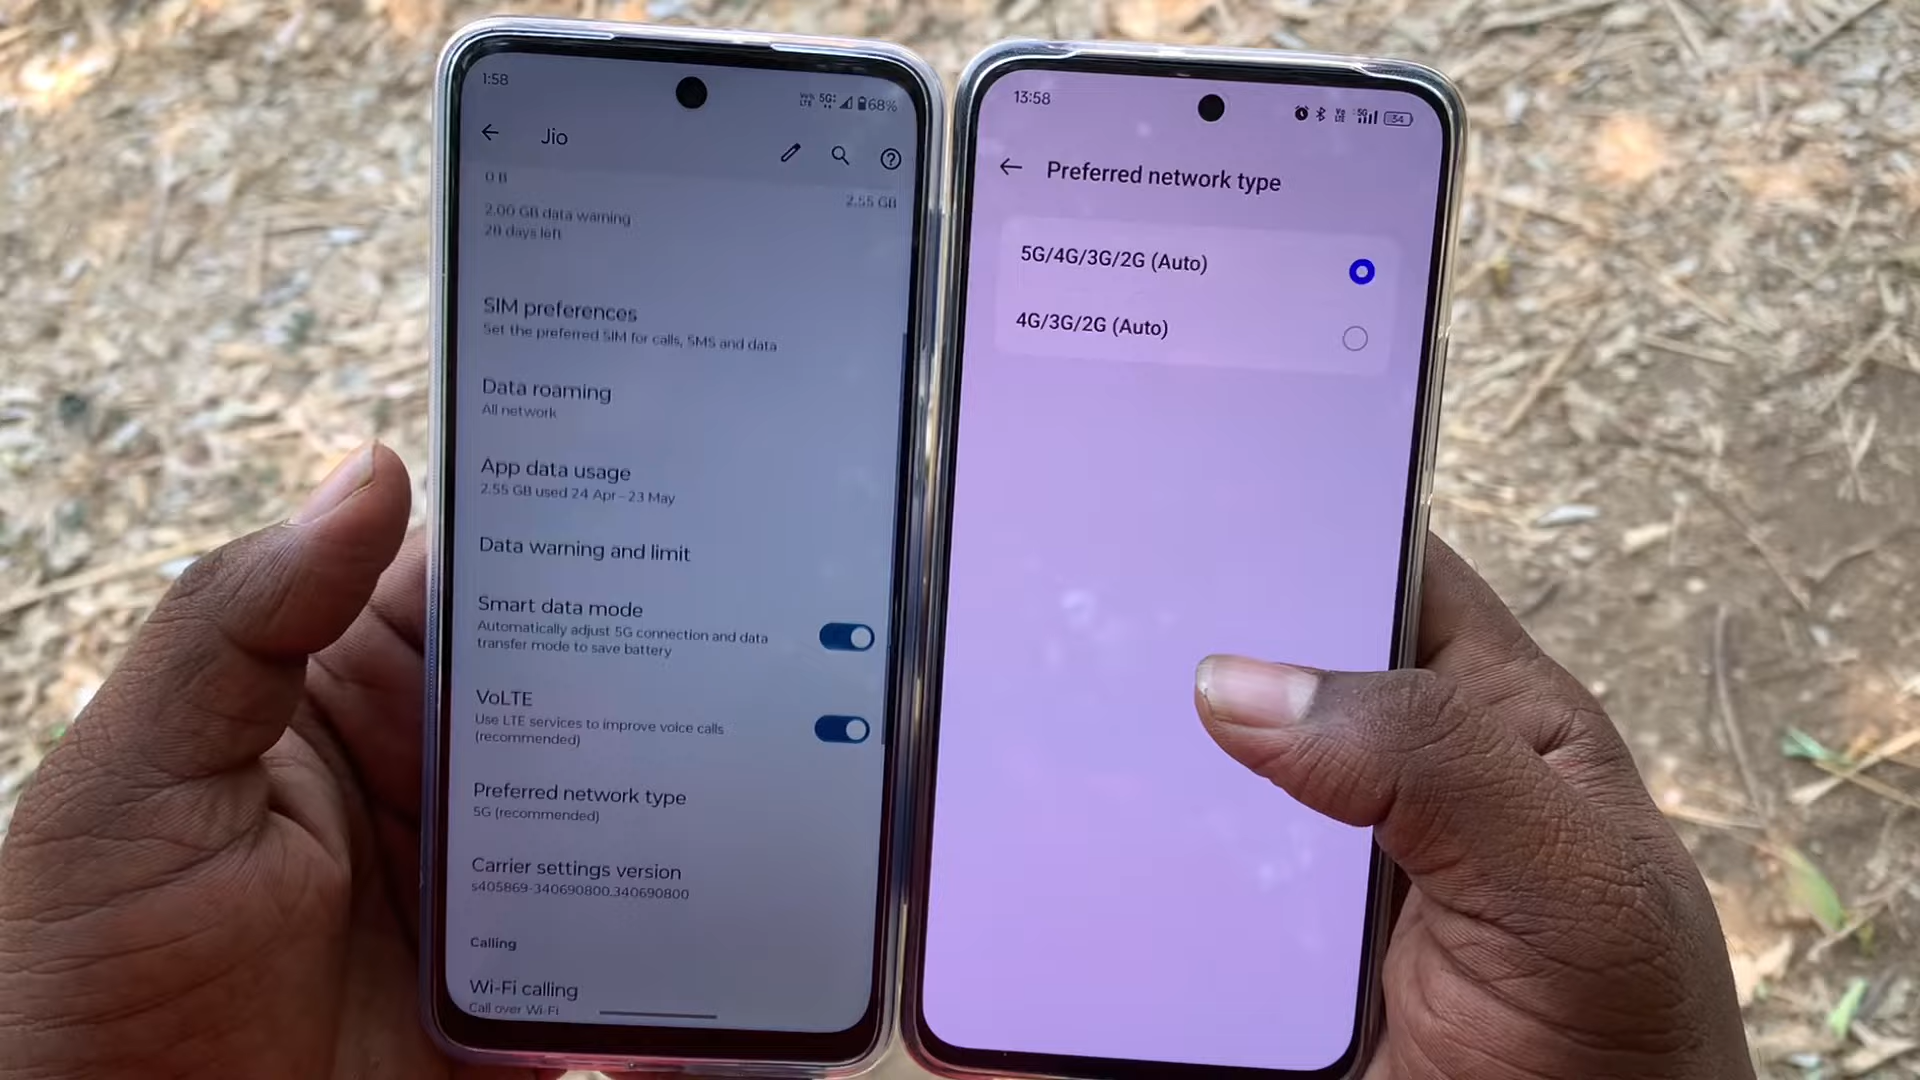 1:58
5G 68%
Jio
0 B
2.55 GB
2.00 GB data warning
28 days left
SIM preferences
Set the preferred SIM for calls, SMS and data
Data roaming
All network
App data usage
2.55 GB used 24 Apr – 23 May
Data warning and limit
Smart data mode
Automatically adjust 5G connection and data
transfer mode to save battery
VoLTE
Use LTE services to improve voice calls
(recommended)
Preferred network type
5G (recommended)
Carrier settings version
s405869-340690800.340690800
Calling
Wi-Fi calling
Call over Wi-Fi
13:58
5G 34
Preferred network type
5G/4G/3G/2G (Auto)
4G/3G/2G (Auto)